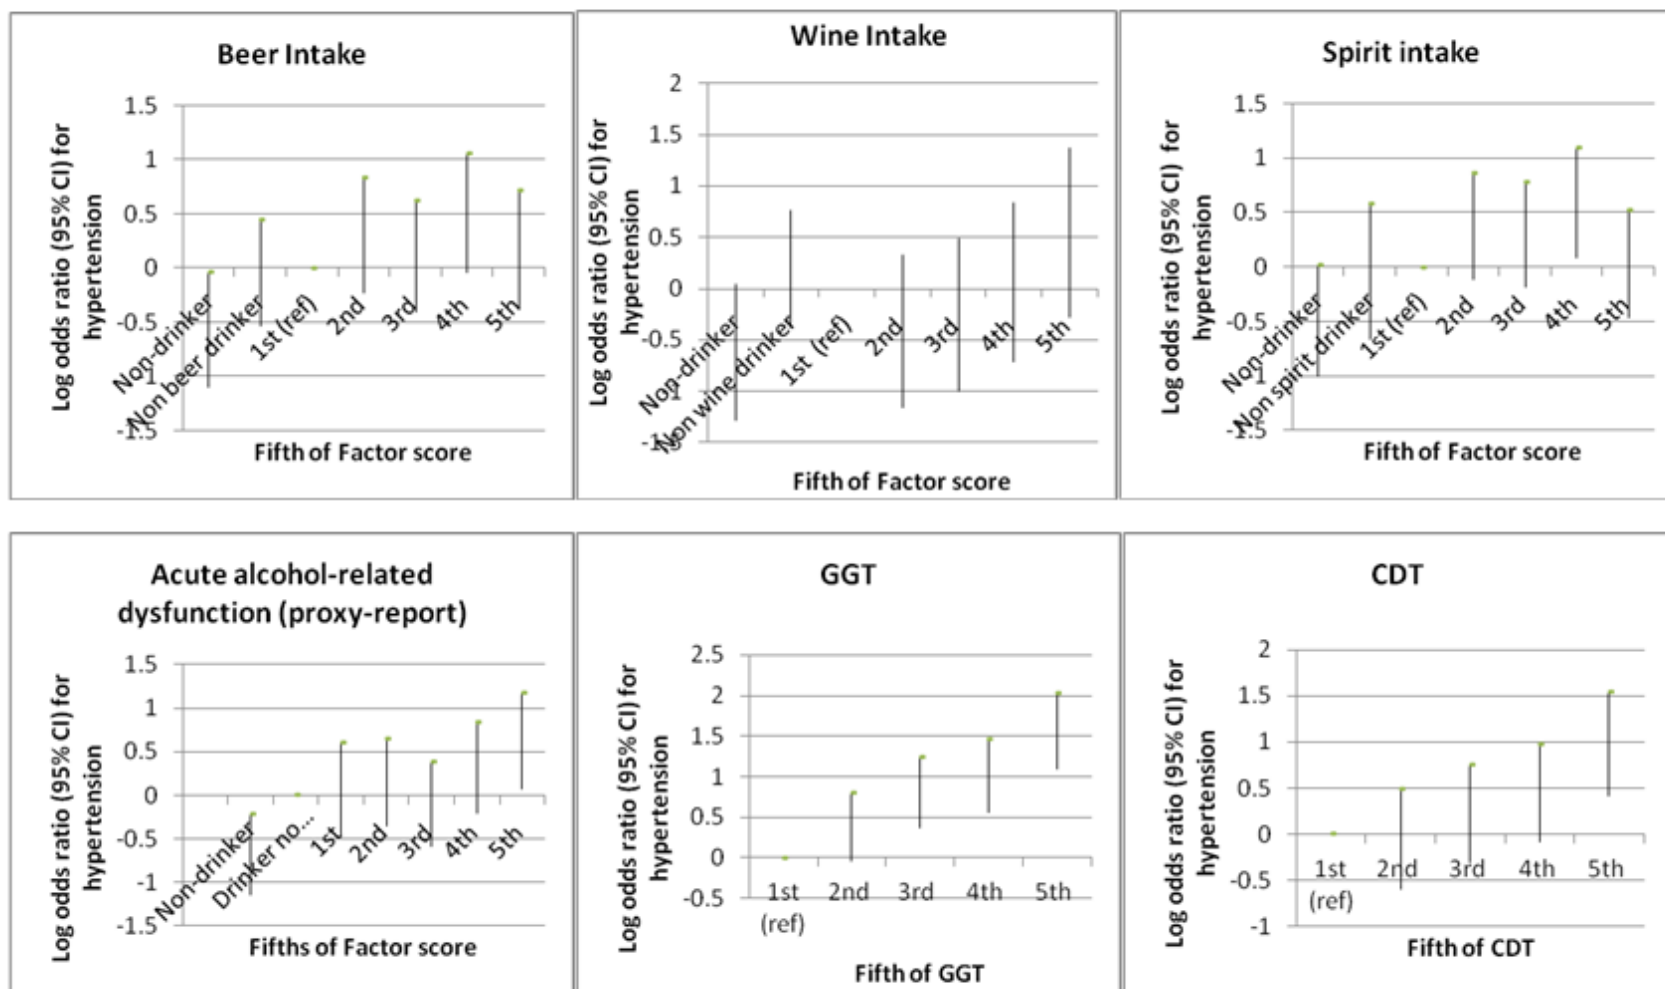 Beer Intake
Log odds ratio (95% CI) for
hypertension
1.5
1
0.5
0
-0.5
-1
-1.5
Non-drinker
Non beer drinker
1st (ref)
2nd
3rd
4th
5th
Fifth of Factor score
Wine Intake
Log odds ratio (95% CI) for
hypertension
2
1.5
1
0.5
0
-0.5
-1
-1.5
Non-drinker
Non wine drinker
1st (ref)
2nd
3rd
4th
5th
Fifth of Factor score
Spirit intake
Log odds ratio (95% CI) for
hypertension
1.5
1
0.5
0
-0.5
-1
-1.5
Non-drinker
Non spirit drinker
1st (ref)
2nd
3rd
4th
5th
Fifth of Factor score
Acute alcohol-related
dysfunction (proxy-report)
Log odds ratio (95% CI) for
hypertension
1.5
1
0.5
0
-0.5
-1
-1.5
Non-drinker
Drinker no...
1st
2nd
3rd
4th
5th
Fifths of Factor score
GGT
Log odds ratio (95% CI) for
hypertension
2.5
2
1.5
1
0.5
0
-0.5
1st
(ref)
2nd
3rd
4th
5th
Fifth of GGT
CDT
Log odds ratio (95% CI) for
hypertension
2
1.5
1
0.5
0
-0.5
-1
1st
(ref)
2nd
3rd
4th
5th
Fifth of CDT